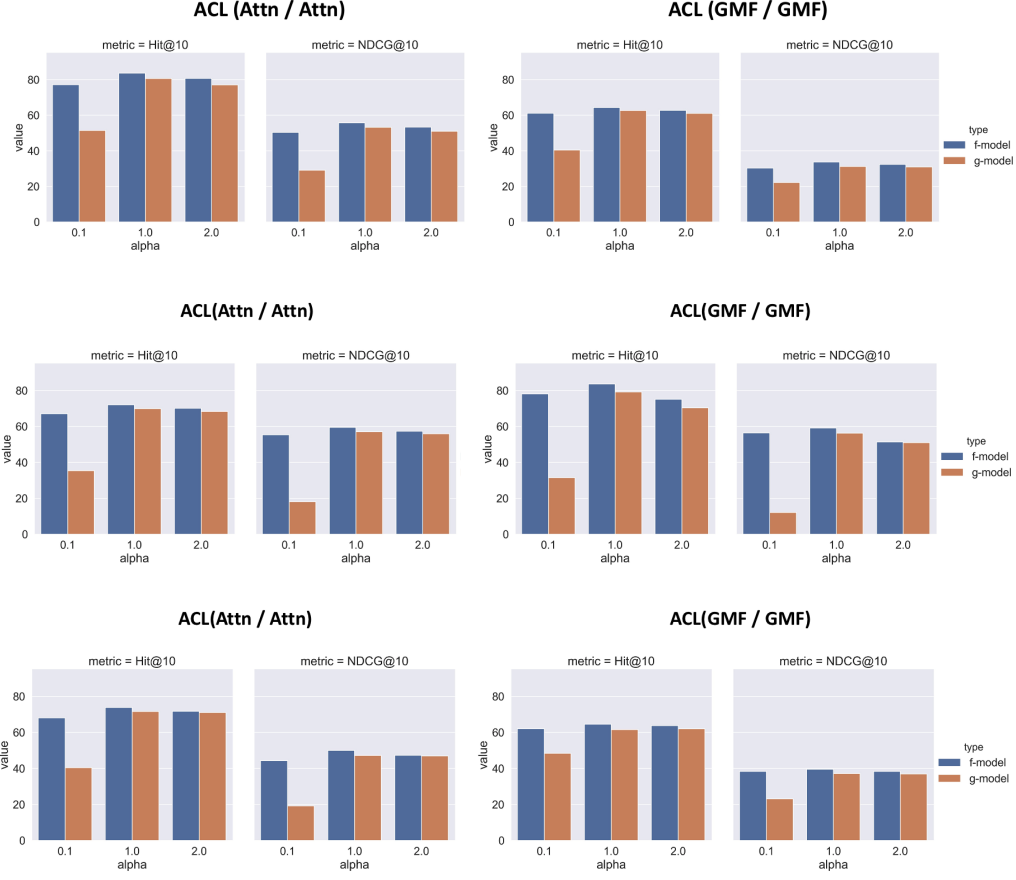 ACL (Attn / Attn)
ACL (GMF / GMF)
metric = Hit@10
metric = NDCG@10
metric = Hit@10
metric = NDCG@10
value
80
60
40
20
0
0.1 1.0 2.0
alpha
0.1 1.0 2.0
alpha
value
80
60
40
20
0
0.1 1.0 2.0
alpha
0.1 1.0 2.0
alpha
type
f-model
g-model
ACL(Attn / Attn)
ACL(GMF / GMF)
metric = Hit@10
metric = NDCG@10
metric = Hit@10
metric = NDCG@10
value
80
60
40
20
0
0.1 1.0 2.0
alpha
0.1 1.0 2.0
alpha
value
80
60
40
20
0
0.1 1.0 2.0
alpha
0.1 1.0 2.0
alpha
type
f-model
g-model
ACL(Attn / Attn)
ACL(GMF / GMF)
metric = Hit@10
metric = NDCG@10
metric = Hit@10
metric = NDCG@10
value
80
60
40
20
0
0.1 1.0 2.0
alpha
0.1 1.0 2.0
alpha
value
80
60
40
20
0
0.1 1.0 2.0
alpha
0.1 1.0 2.0
alpha
type
f-model
g-model